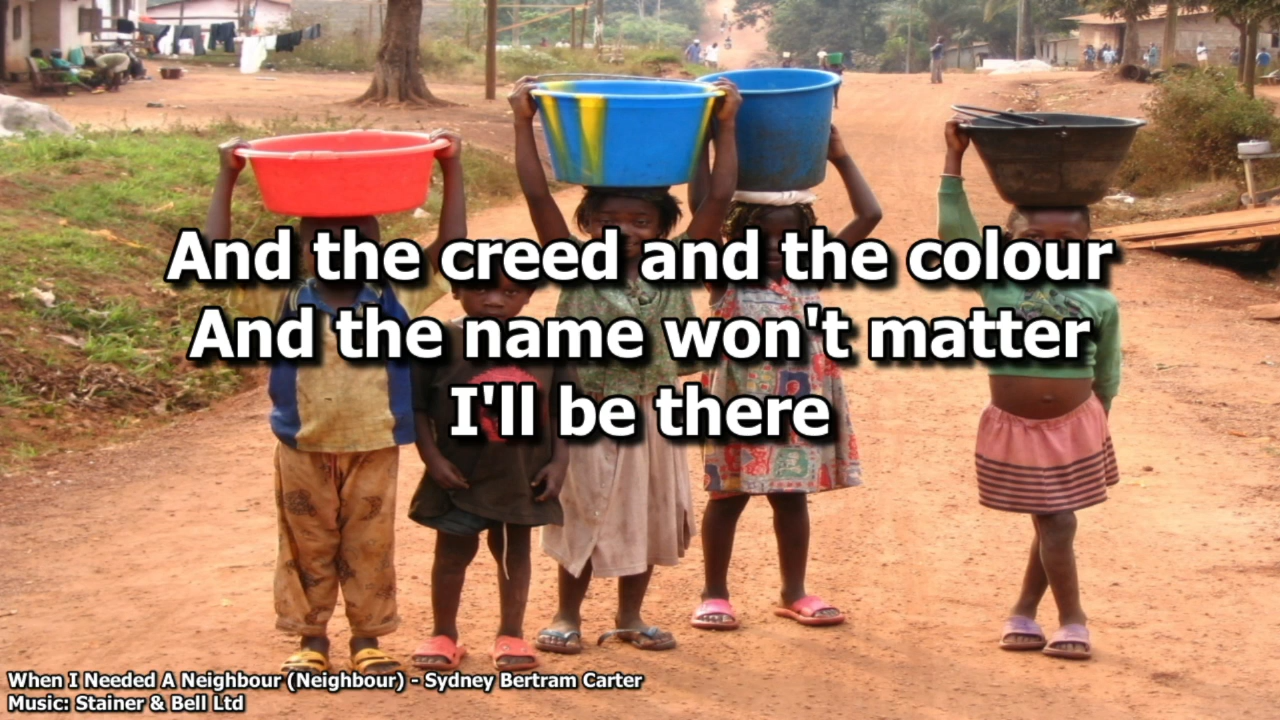 And the creed and the colour
And the name won't matter
I'll be there
When I Needed A Neighbour (Neighbour) - Sydney Bertram Carter
Music: Stainer & Bell Ltd